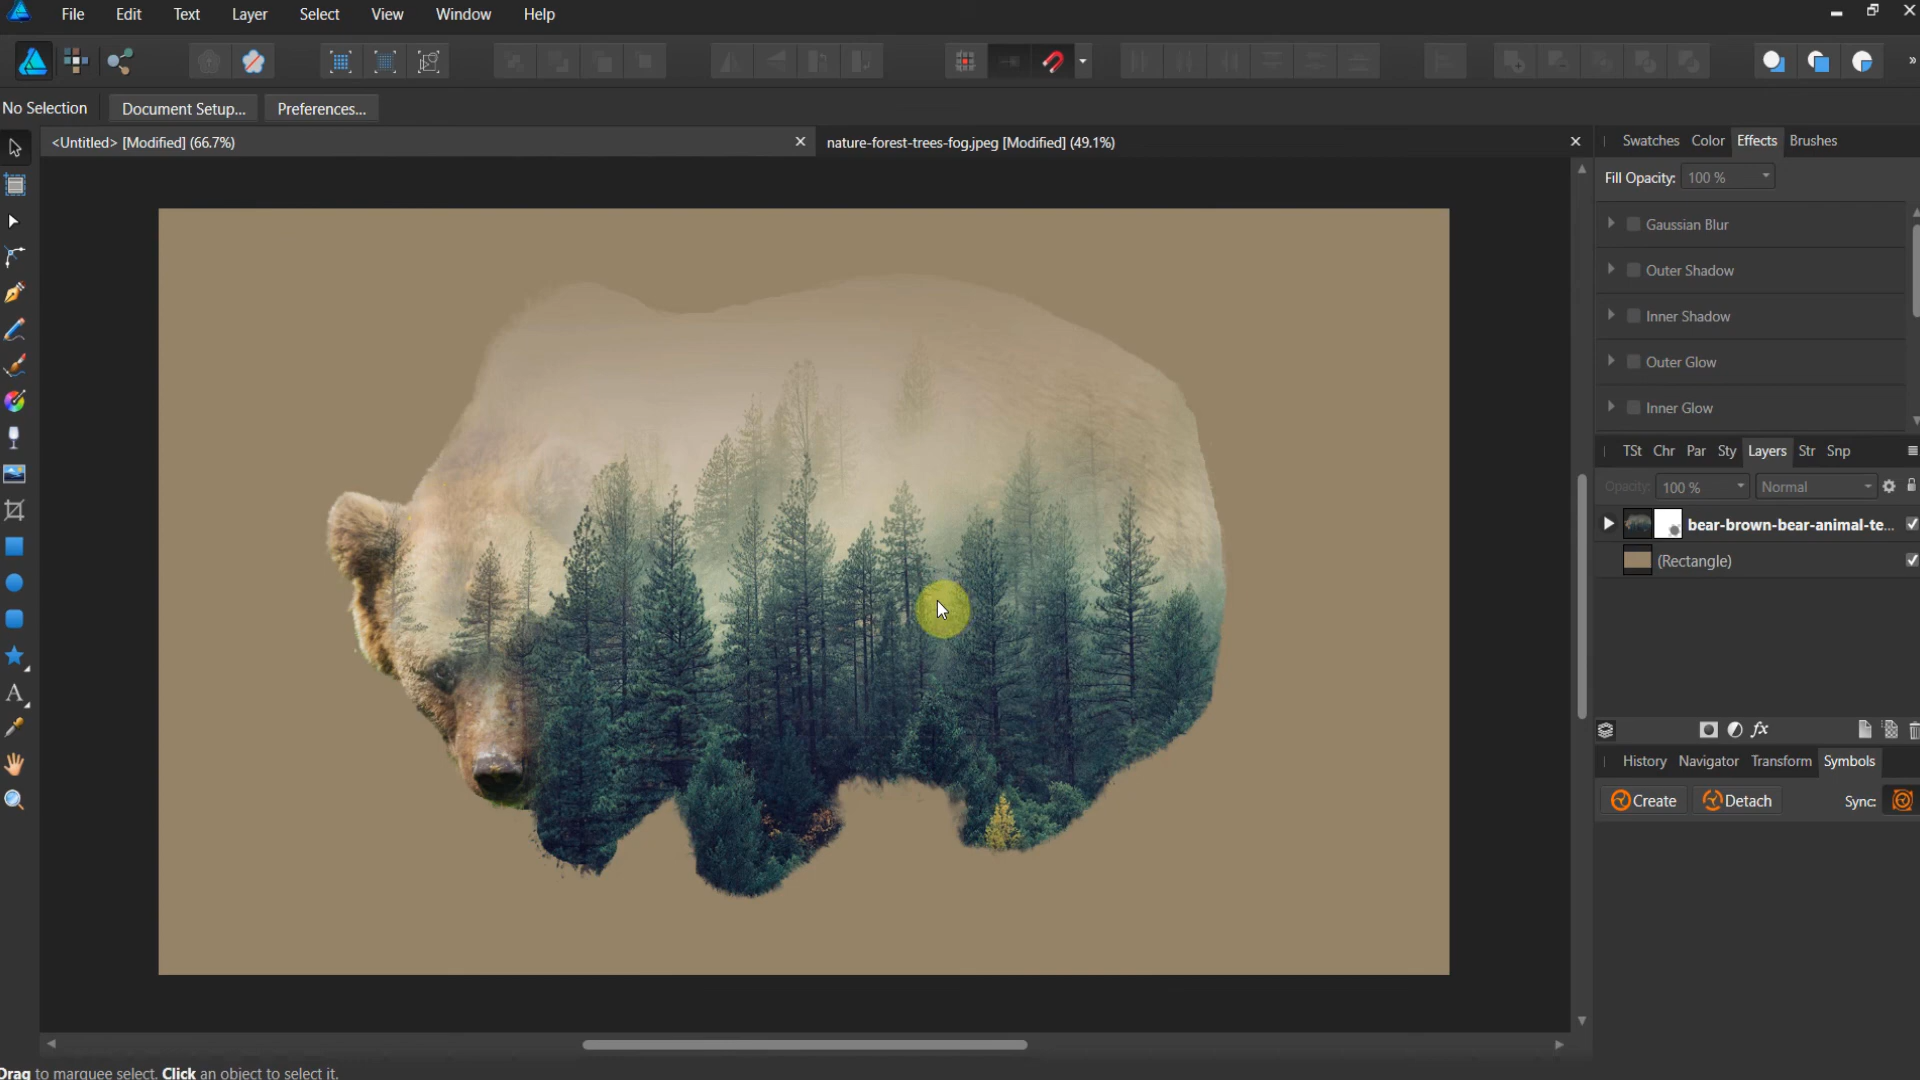 File Edit Text Layer Select View Window Help
No Selection Document Setup... Preferences...
<Untitled> [Modified] (66.7%)
nature-forest-trees-fog.jpeg [Modified] (49.1%)
Swatches Color Effects Brushes
Fill Opacity: 100 %
Gaussian Blur
Outer Shadow
Inner Shadow
Outer Glow
Inner Glow
TSt Chr Par Sty Layers Str Snp
Opacity: 100 % Normal
bear-brown-bear-animal-te...
(Rectangle)
fx
History Navigator Transform Symbols
Create Detach Sync:
Drag to marquee select. Click an object to select it.